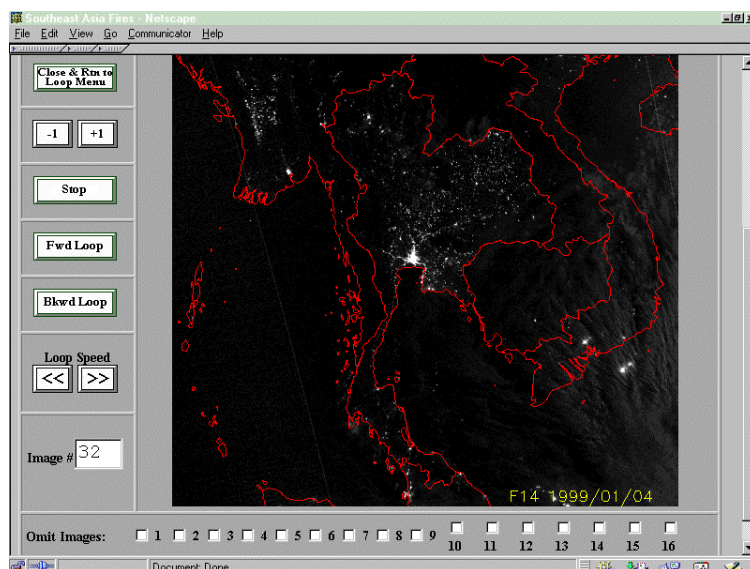 Southeast Asia Fires - Netscape
File Edit View Go Communicator Help
Close & Rtn to
Loop Menu
-1 +1
Stop
Fwd Loop
Bkwd Loop
Loop Speed
<< >>
Image # 32
F14 1999/01/04
Omit Images: 1 2 3 4 5 6 7 8 9 10 11 12 13 14 15 16
Document: Done